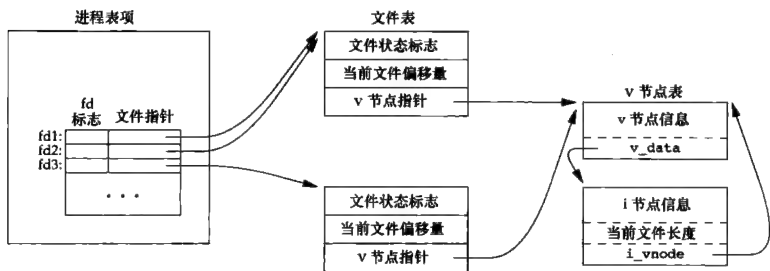 进程表项
fd
标志
文件指针
fd1:
fd2:
fd3:
...
文件表
文件状态标志
当前文件偏移量
v 节点指针
文件状态标志
当前文件偏移量
v 节点指针
v 节点表
v 节点信息
v_data
i 节点信息
当前文件长度
i_vnode